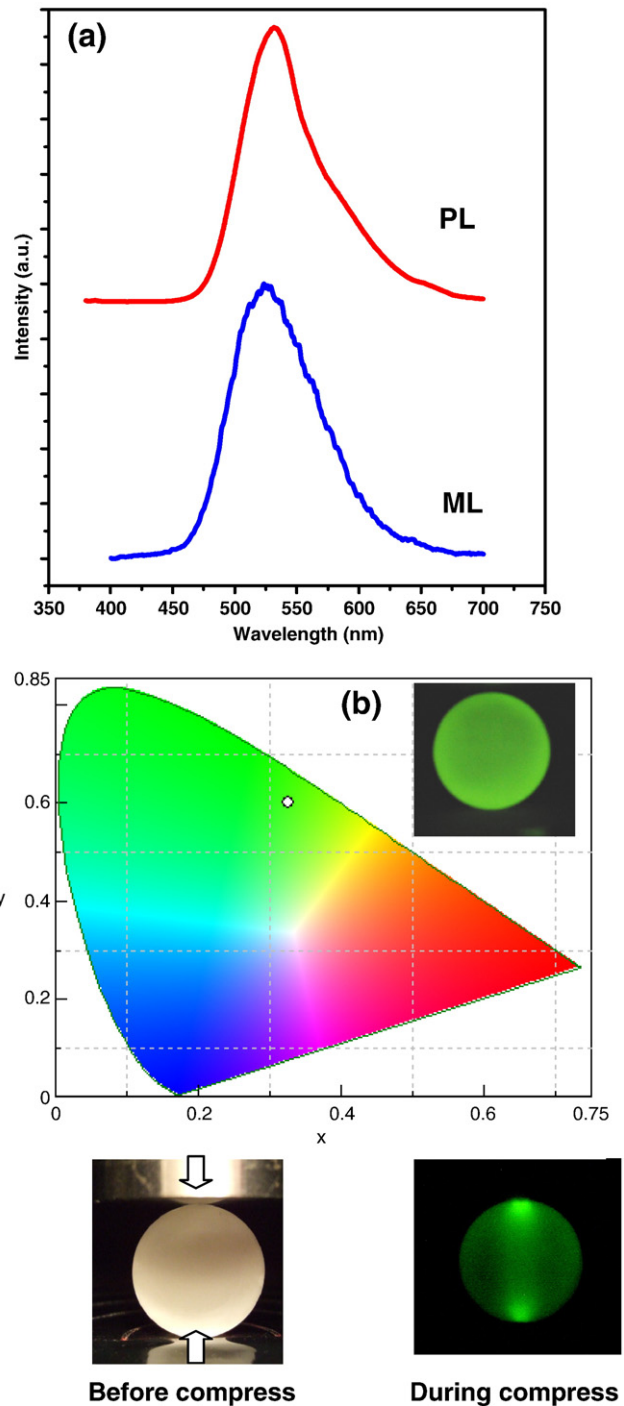 (a)
PL
ML
Intensity (a.u.)
350 400 450 500 550 600 650 700 750
Wavelength (nm)
0.85
(b)
0.6
y 0.4
0.2
0
0 0.2 0.4 0.6 0.75
x
Before compress During compress